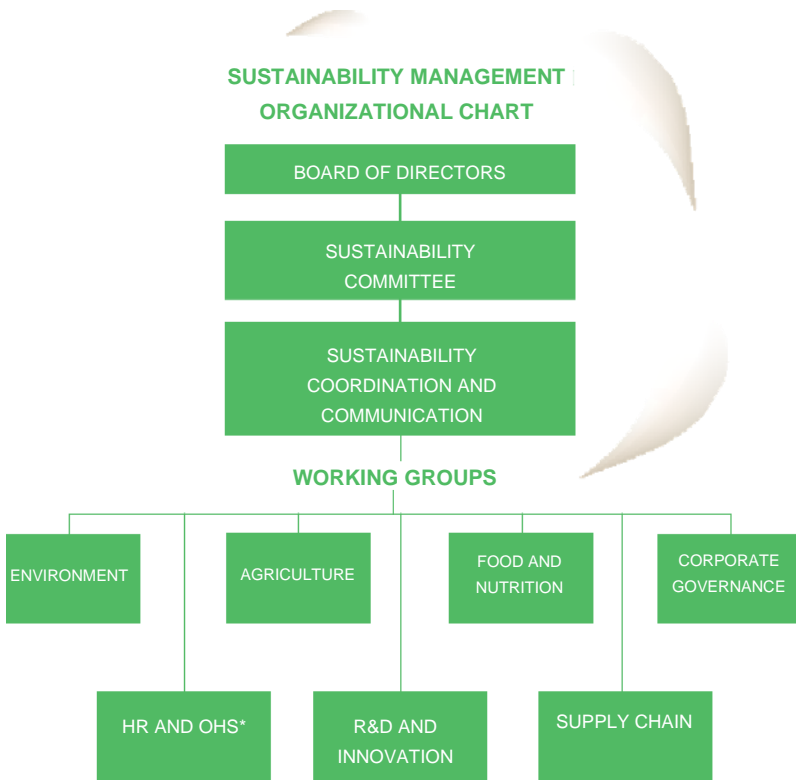 SUSTAINABILITY MANAGEMENT
ORGANIZATIONAL CHART
BOARD OF DIRECTORS
SUSTAINABILITY
COMMITTEE
SUSTAINABILITY
COORDINATION AND
COMMUNICATION
WORKING GROUPS
ENVIRONMENT
AGRICULTURE
FOOD AND
NUTRITION
CORPORATE
GOVERNANCE
HR AND OHS*
R&D AND
INNOVATION
SUPPLY CHAIN